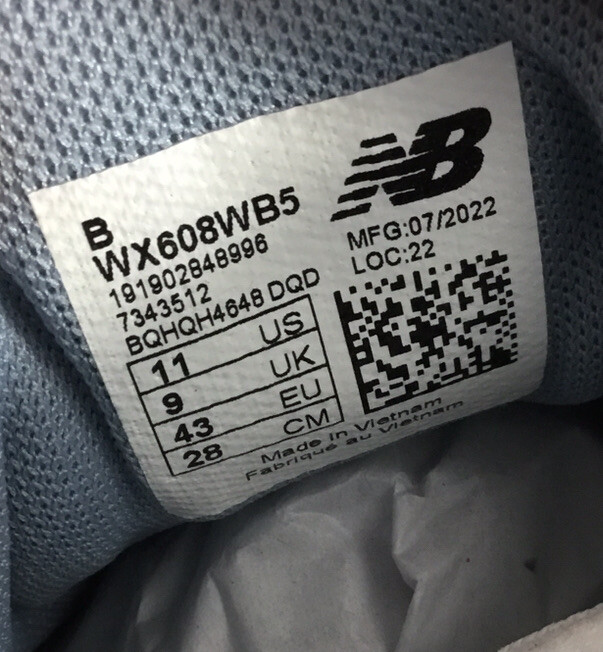 NB
B
WX608WB5
191902848996
7343512
BQHQH4648 DQD
MFG:07/2022
LOC:22
11 US
9 UK
43 EU
28 CM
Made in Vietnam
Fabriqué au Vietnam